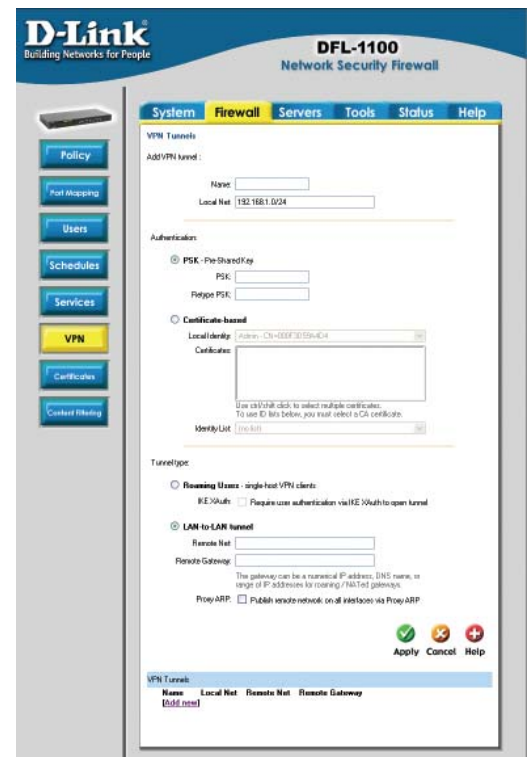 D-Link
Building Networks for People
DFL-1100
Network Security Firewall
System Firewall Servers Tools Status Help
Policy
Port Mapping
Users
Schedules
Services
VPN
Certificates
Content Filtering
VPN Tunnels
Add VPN tunnel :
Name:
Local Net: 192.168.1.0/24
Authentication:
PSK - Pre-Shared Key
PSK:
Retype PSK:
Certificate-based
Local Identity: Admin - CN=000F3D59A4D4
Certificates:
Use ctrl/shift click to select multiple certificates.
To use ID lists below, you must select a CA certificate.
Identity List: (no list)
Tunnel type:
Roaming Users - single-host VPN clients
IKE XAuth: Require user authentication via IKE XAuth to open tunnel
LAN-to-LAN tunnel
Remote Net:
Remote Gateway:
The gateway can be a numerical IP address, DNS name, or
range of IP addresses for roaming / NATed gateways.
Proxy ARP: Publish remote network on all interfaces via Proxy ARP
Apply Cancel Help
VPN Tunnels
Name Local Net Remote Net Remote Gateway
[Add new]